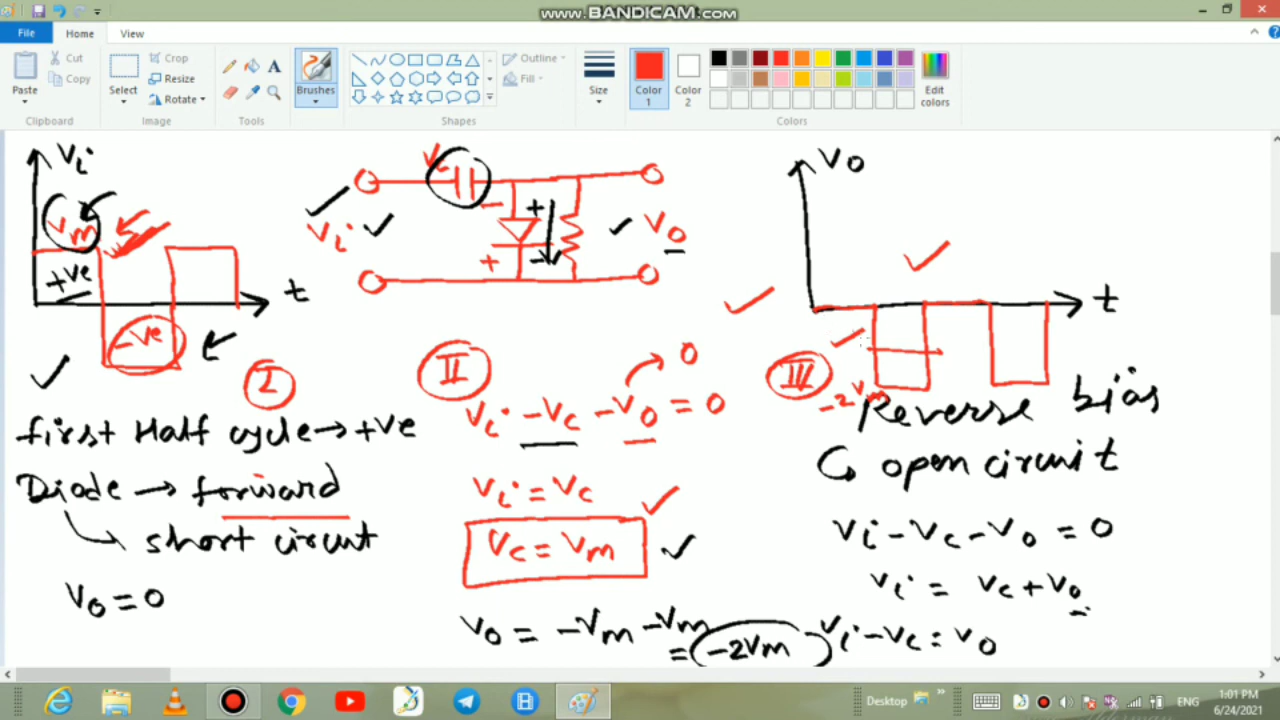 www.BANDICAM.com
File Home View
Paste Cut Copy Select Crop Resize Rotate Brushes Outline Fill Size Color 1 Color 2 Edit colors
Clipboard Image Tools Shapes Colors
Vi Vc Vo
Vm + Vi Vo
+ve + - t t
-ve
I II 0 IV -2Vm
Vi - Vc - Vo = 0 Reverse bias
first Half cycle → +ve open circuit
Diode → forward Vi = Vc
short circuit Vc = Vm Vi - Vc - Vo = 0
Vo = 0 Vi = Vc + Vo
Vo = -Vm - Vm Vi - Vc = Vo
= -2Vm
Desktop ENG 1:01 PM
6/24/2021